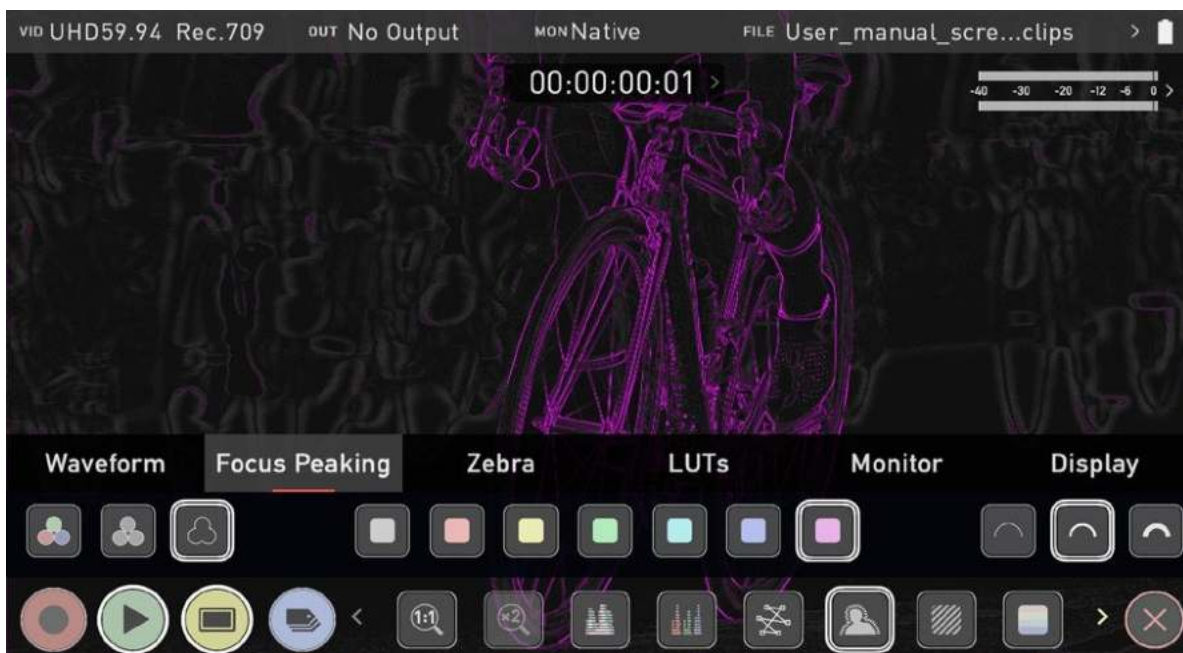 VID UHD59.94 Rec.709 OUT No Output MON Native FILE User_manual_scre...clips >
00:00:00:01 >
-40 -30 -20 -12 -6 0 >
Waveform Focus Peaking Zebra LUTs Monitor Display
< 1:1 ×2 >